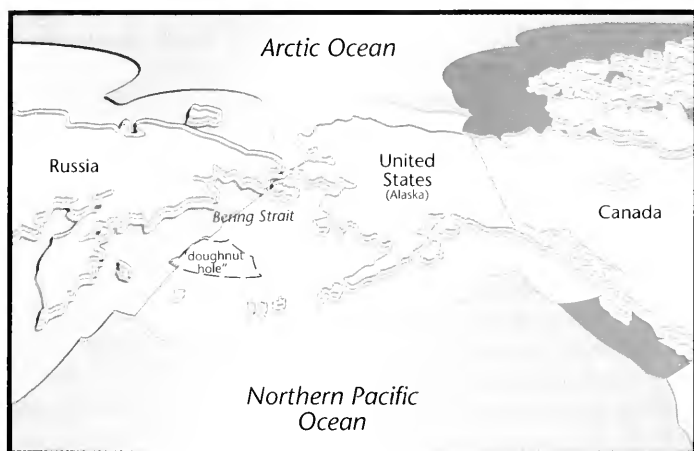 Arctic Ocean
Russia
United
States
(Alaska)
Canada
Bering Strait
doughnut
hole"
Northern Pacific
Ocean